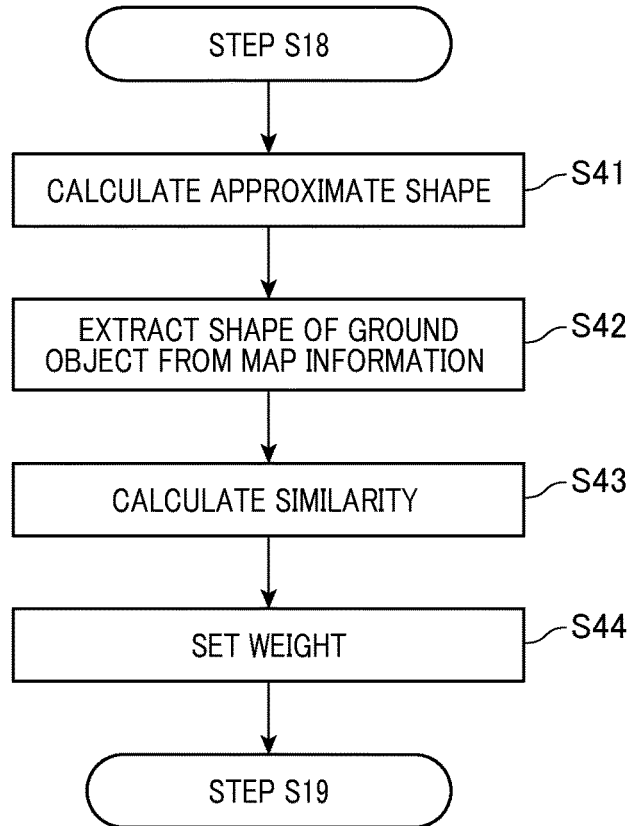 STEP S18
CALCULATE APPROXIMATE SHAPE
S41
EXTRACT SHAPE OF GROUND
OBJECT FROM MAP INFORMATION
S42
CALCULATE SIMILARITY
S43
SET WEIGHT
S44
STEP S19